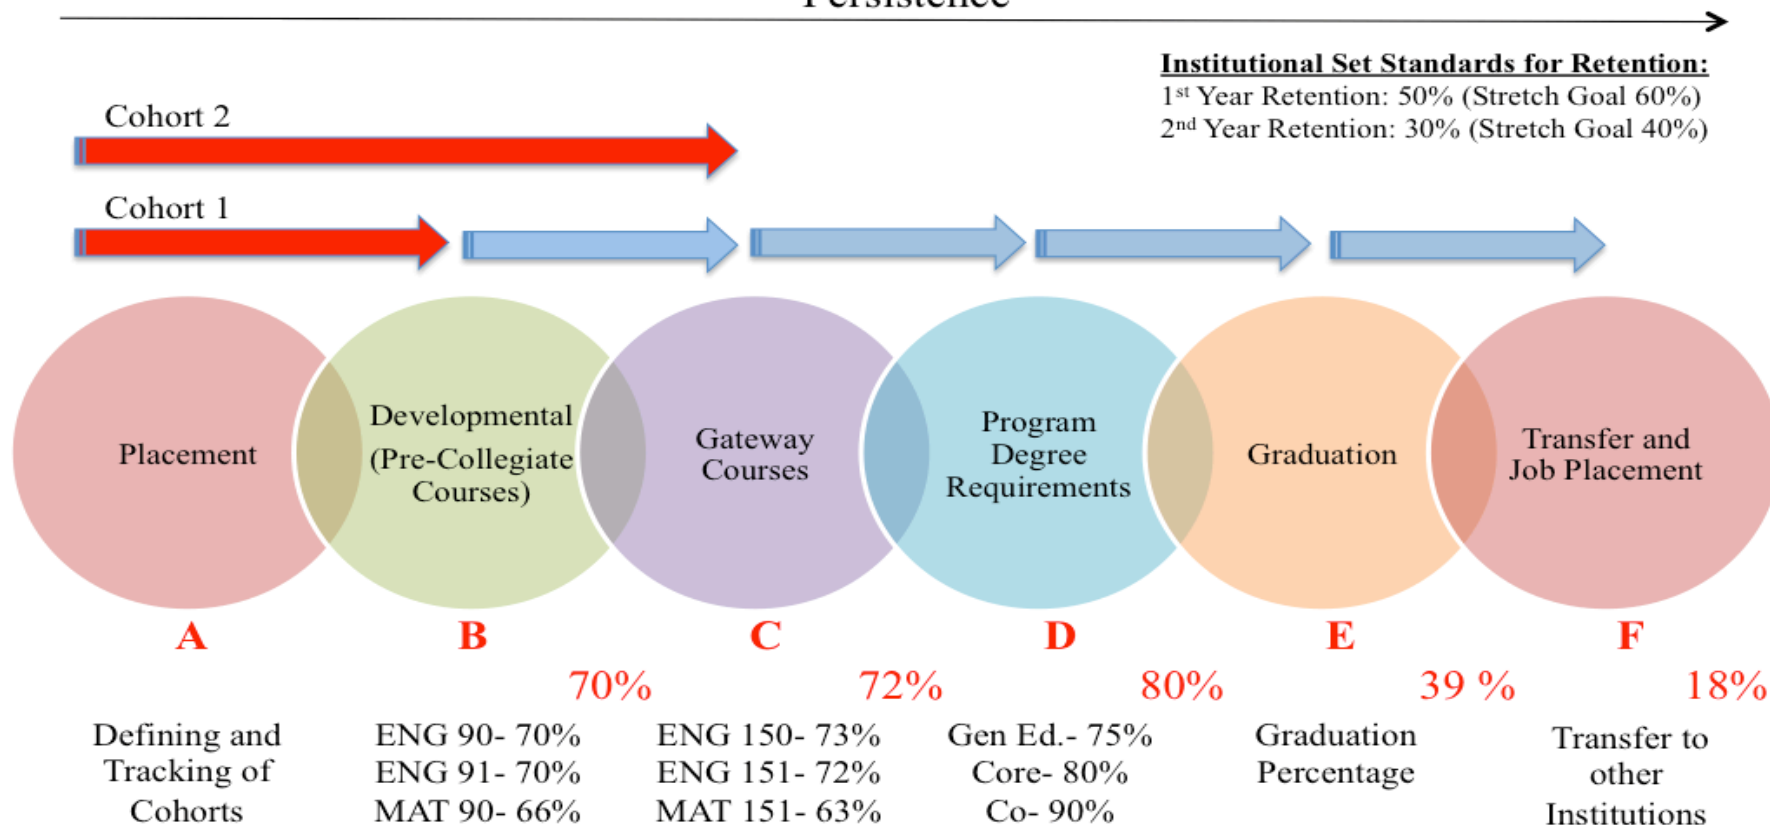 Persistence
Institutional Set Standards for Retention:
1st Year Retention: 50% (Stretch Goal 60%)
2nd Year Retention: 30% (Stretch Goal 40%)
Cohort 2
Cohort 1
Placement
Developmental
(Pre-Collegiate
Courses)
Gateway
Courses
Program
Degree
Requirements
Graduation
Transfer and
Job Placement
A
B
C
D
E
F
70%
72%
80%
39 %
18%
Defining and
Tracking of
Cohorts
ENG 90- 70%
ENG 91- 70%
MAT 90- 66%
ENG 150- 73%
ENG 151- 72%
MAT 151- 63%
Gen Ed.- 75%
Core- 80%
Co- 90%
Graduation
Percentage
Transfer to
other
Institutions